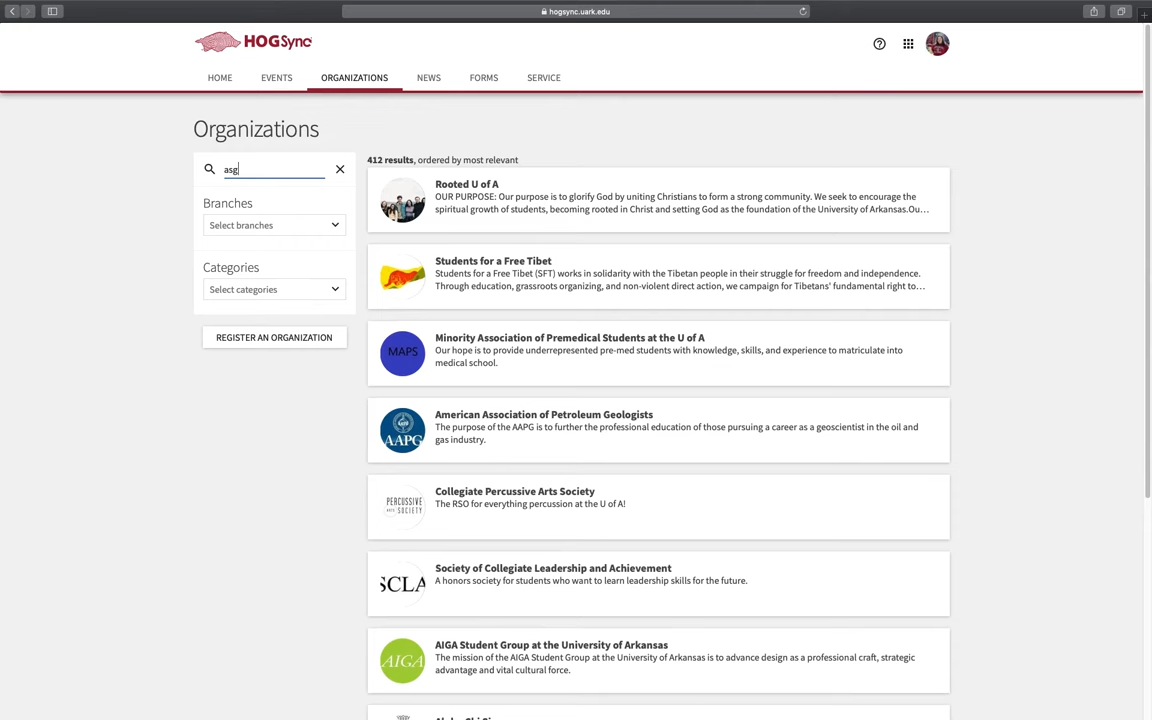 hogsync.uark.edu
HOGSync
HOME EVENTS ORGANIZATIONS NEWS FORMS SERVICE
Organizations
asg
Branches
Select branches
Categories
Select categories
REGISTER AN ORGANIZATION
412 results, ordered by most relevant
Rooted U of A
OUR PURPOSE: Our purpose is to glorify God by uniting Christians to form a strong community. We seek to encourage the
spiritual growth of students, becoming rooted in Christ and setting God as the foundation of the University of Arkansas.Ou…
Students for a Free Tibet
Students for a Free Tibet (SFT) works in solidarity with the Tibetan people in their struggle for freedom and independence.
Through education, grassroots organizing, and non-violent direct action, we campaign for Tibetans' fundamental right to…
MAPS
Minority Association of Premedical Students at the U of A
Our hope is to provide underrepresented pre-med students with knowledge, skills, and experience to matriculate into
medical school.
AAPG
American Association of Petroleum Geologists
The purpose of the AAPG is to further the professional education of those pursuing a career as a geoscientist in the oil and
gas industry.
PERCUSSIVE
ARTS SOCIETY
Collegiate Percussive Arts Society
The RSO for everything percussion at the U of A!
SCLA
Society of Collegiate Leadership and Achievement
A honors society for students who want to learn leadership skills for the future.
AIGA
AIGA Student Group at the University of Arkansas
The mission of the AIGA Student Group at the University of Arkansas is to advance design as a professional craft, strategic
advantage and vital cultural force.